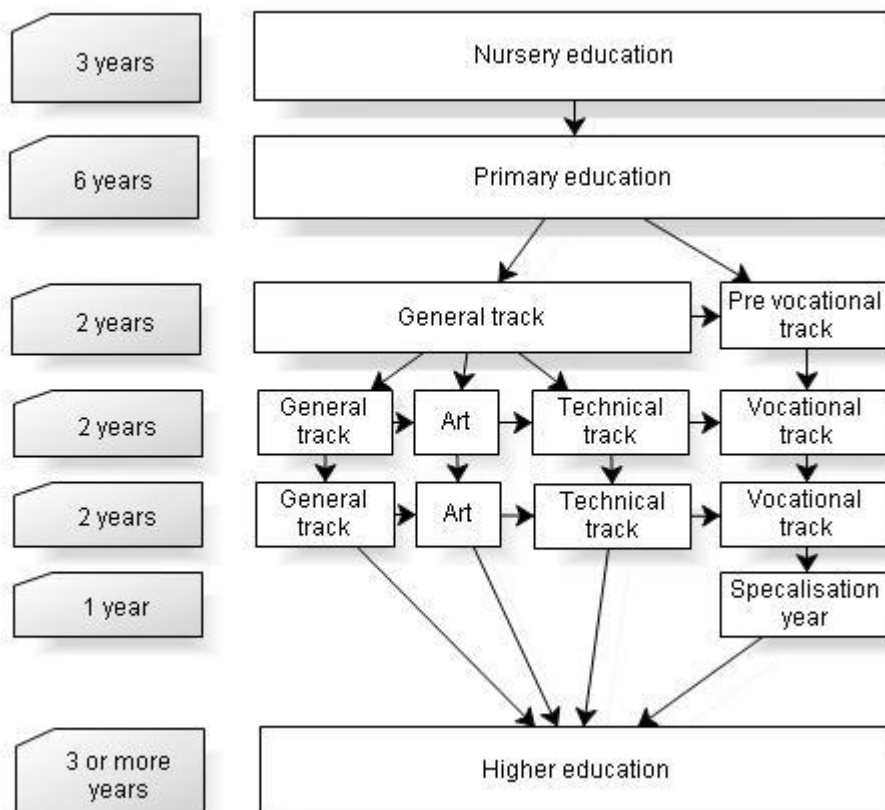 3 years
Nursery education
6 years
Primary education
2 years
General track
Pre vocational
track
2 years
General
track
Art
Technical
track
Vocational
track
2 years
General
track
Art
Technical
track
Vocational
track
1 year
Specalisation
year
3 or more
years
Higher education